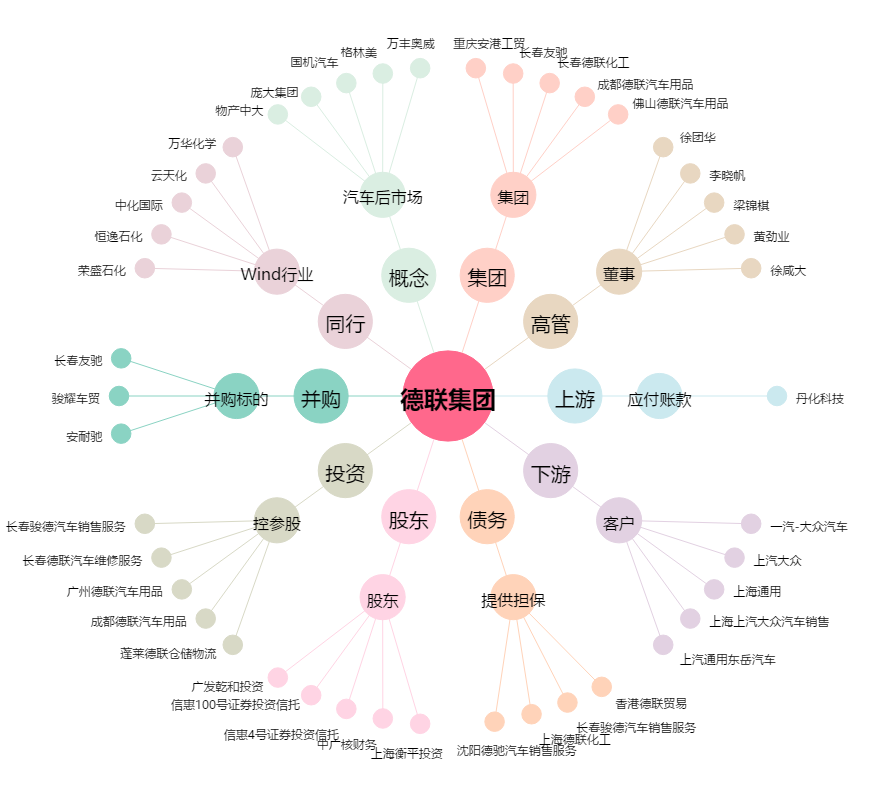 万丰奥威
重庆安港工贸
格林美
长春友驰
国机汽车
长春德联化工
庞大集团
成都德联汽车用品
物产中大
佛山德联汽车用品
万华化学
徐团华
云天化
李晓帆
汽车后市场
集团
中化国际
梁锦棋
恒逸石化
黄劲业
荣盛石化
Wind行业
概念
集团
董事
徐咸大
同行
高管
长春友驰
骏耀车贸
并购标的
并购
德联集团
上游
应付账款
丹化科技
安耐驰
投资
下游
长春骏德汽车销售服务
控参股
股东
债务
客户
一汽-大众汽车
长春德联汽车维修服务
上汽大众
广州德联汽车用品
上海通用
股东
提供担保
成都德联汽车用品
上海上汽大众汽车销售
蓬莱德联仓储物流
上汽通用东岳汽车
广发乾和投资
信惠100号证券投资信托
香港德联贸易
长春骏德汽车销售服务
信惠4号证券投资信托
上海德联化工
中广核财务
沈阳德驰汽车销售服务
上海衡平投资